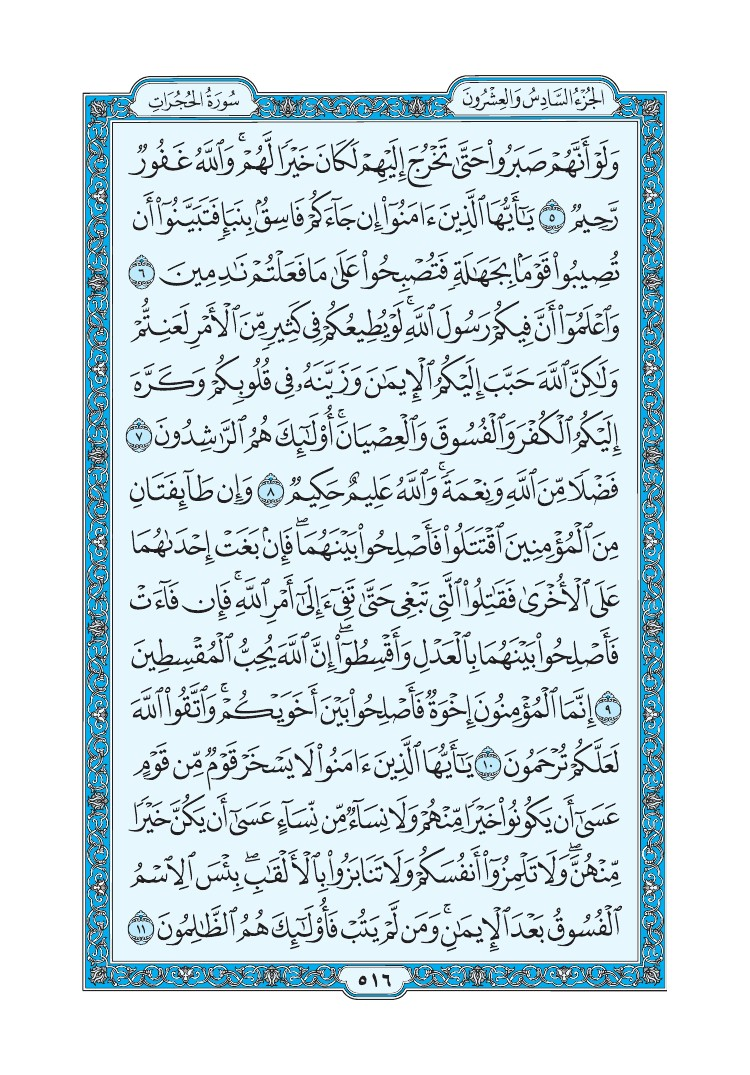 الجُزْءُ السَّادِسُ وَالعِشْرُونَ
سُورَةُ الحُجُرَاتِ
وَلَوْ أَنَّهُمْ صَبَرُوا۟ حَتَّىٰ تَخْرُجَ إِلَيْهِمْ لَكَانَ خَيْرًا لَّهُمْ ۚ وَٱللَّهُ غَفُورٌ
رَّحِيمٌ ٥ يَـٰٓأَيُّهَا ٱلَّذِينَ ءَامَنُوٓا۟ إِن جَآءَكُمْ فَاسِقٌۢ بِنَبَإٍ فَتَبَيَّنُوٓا۟ أَن
تُصِيبُوا۟ قَوْمًۢا بِجَهَـٰلَةٍ فَتُصْبِحُوا۟ عَلَىٰ مَا فَعَلْتُمْ نَـٰدِمِينَ ٦
وَٱعْلَمُوٓا۟ أَنَّ فِيكُمْ رَسُولَ ٱللَّهِ ۚ لَوْ يُطِيعُكُمْ فِى كَثِيرٍ مِّنَ ٱلْأَمْرِ لَعَنِتُّمْ
وَلَـٰكِنَّ ٱللَّهَ حَبَّبَ إِلَيْكُمُ ٱلْإِيمَـٰنَ وَزَيَّنَهُۥ فِى قُلُوبِكُمْ وَكَرَّهَ
إِلَيْكُمُ ٱلْكُفْرَ وَٱلْفُسُوقَ وَٱلْعِصْيَانَ ۚ أُو۟لَـٰٓئِكَ هُمُ ٱلرَّٰشِدُونَ ٧
فَضْلًا مِّنَ ٱللَّهِ وَنِعْمَةً ۚ وَٱللَّهُ عَلِيمٌ حَكِيمٌ ٨ وَإِن طَآئِفَتَانِ
مِنَ ٱلْمُؤْمِنِينَ ٱقْتَتَلُوا۟ فَأَصْلِحُوا۟ بَيْنَهُمَا ۖ فَإِنۢ بَغَتْ إِحْدَىٰهُمَا
عَلَى ٱلْأُخْرَىٰ فَقَـٰتِلُوا۟ ٱلَّتِى تَبْغِى حَتَّىٰ تَفِىٓءَ إِلَىٰٓ أَمْرِ ٱللَّهِ ۚ فَإِن فَآءَتْ
فَأَصْلِحُوا۟ بَيْنَهُمَا بِٱلْعَدْلِ وَأَقْسِطُوٓا۟ ۖ إِنَّ ٱللَّهَ يُحِبُّ ٱلْمُقْسِطِينَ
٩ إِنَّمَا ٱلْمُؤْمِنُونَ إِخْوَةٌ فَأَصْلِحُوا۟ بَيْنَ أَخَوَيْكُمْ ۚ وَٱتَّقُوا۟ ٱللَّهَ
لَعَلَّكُمْ تُرْحَمُونَ ١٠ يَـٰٓأَيُّهَا ٱلَّذِينَ ءَامَنُوا۟ لَا يَسْخَرْ قَوْمٌ مِّن قَوْمٍ
عَسَىٰٓ أَن يَكُونُوا۟ خَيْرًا مِّنْهُمْ وَلَا نِسَآءٌ مِّن نِّسَآءٍ عَسَىٰٓ أَن يَكُنَّ خَيْرًا
مِّنْهُنَّ ۖ وَلَا تَلْمِزُوٓا۟ أَنفُسَكُمْ وَلَا تَنَابَزُوا۟ بِٱلْأَلْقَـٰبِ ۖ بِئْسَ ٱلِٱسْمُ
ٱلْفُسُوقُ بَعْدَ ٱلْإِيمَـٰنِ ۚ وَمَن لَّمْ يَتُبْ فَأُو۟لَـٰٓئِكَ هُمُ ٱلظَّـٰلِمُونَ ١١
٥١٦